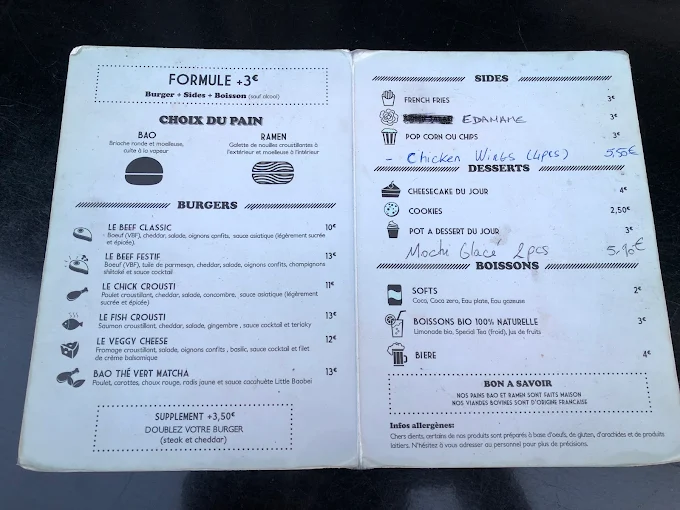 FORMULE +3€
Burger + Sides + Boisson (sauf alcool)
CHOIX DU PAIN
BAO
Brioche ronde et moelleuse,
cuite à la vapeur
RAMEN
Galette de nouilles croustillantes à
l'extérieur et moelleuse à l'intérieur
BURGERS
LE BEEF CLASSIC 10€
Boeuf (VBF), cheddar, salade, oignons confits, sauce asiatique (légèrement sucrée
et épicée).
LE BEEF FESTIF 13€
Boeuf (VBF), tuile de parmesan, cheddar, salade, oignons confits, champignons
shiitaké et sauce cocktail
LE CHICK CROUSTI 11€
Poulet croustillant, cheddar, salade, concombre, sauce asiatique (légèrement
sucrée et épicée)
LE FISH CROUSTI 13€
Saumon croustillant, cheddar, salade, gingembre , sauce cocktail et teriaky
LE VEGGY CHEESE 12€
Fromage croustillant, salade, oignons confits , basilic, sauce cocktail et filet
de crème balsamique
BAO THÉ VERT MATCHA 13€
Poulet, carottes, choux rouge, radis jaune et sauce cacahuète Little Baobei
SUPPLEMENT +3,50€
DOUBLEZ VOTRE BURGER
(steak et cheddar)
SIDES
FRENCH FRIES 3€
EDAMAME 3€
POP CORN OU CHIPS 3€
- Chicken Wings (4pcs) 5,50€
DESSERTS
CHEESECAKE DU JOUR 4€
COOKIES 2,50€
POT A DESSERT DU JOUR 3€
Mochi Glacé 2pcs 5,90€
BOISSONS
SOFTS 2€
Coca, Coca zero, Eau plate, Eau gazeuse
BOISSONS BIO 100% NATURELLE 3€
Limonade bio, Special Tea (froid), jus de fruits
BIERE 4€
BON A SAVOIR
NOS PAINS BAO ET RAMEN SONT FAITS MAISON
NOS VIANDES BOVINES SONT D'ORIGINE FRANCAISE
Infos allergènes:
Chers clients, certains de nos produits sont préparés à base d'oeufs, de gluten, d'arachides et de produits
laitiers. N'hésitez à vous adresser au personnel pour plus de précisions.